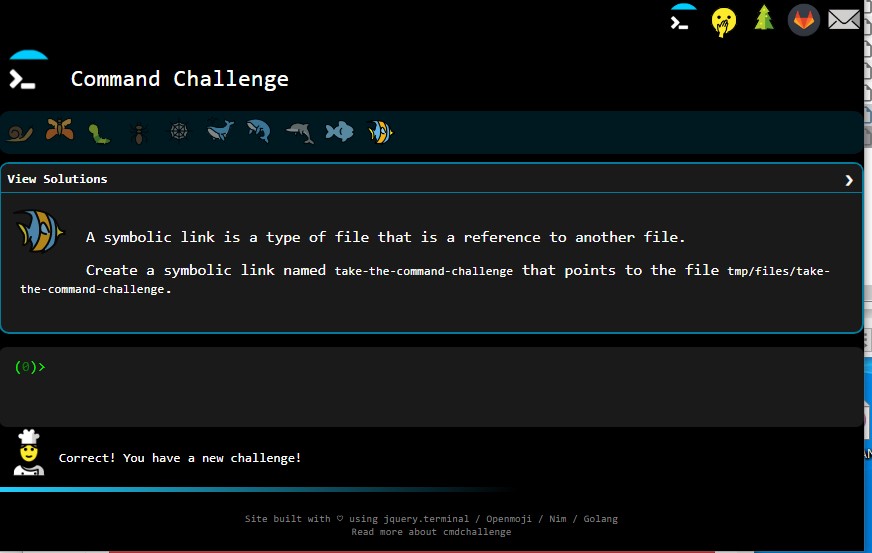 Command Challenge
View Solutions
A symbolic link is a type of file that is a reference to another file.
Create a symbolic link named take-the-command-challenge that points to the file tmp/files/take-
the-command-challenge.
(0)>
Correct! You have a new challenge!
Site built with ♡ using jquery.terminal / Openmoji / Nim / Golang
Read more about cmdchallenge